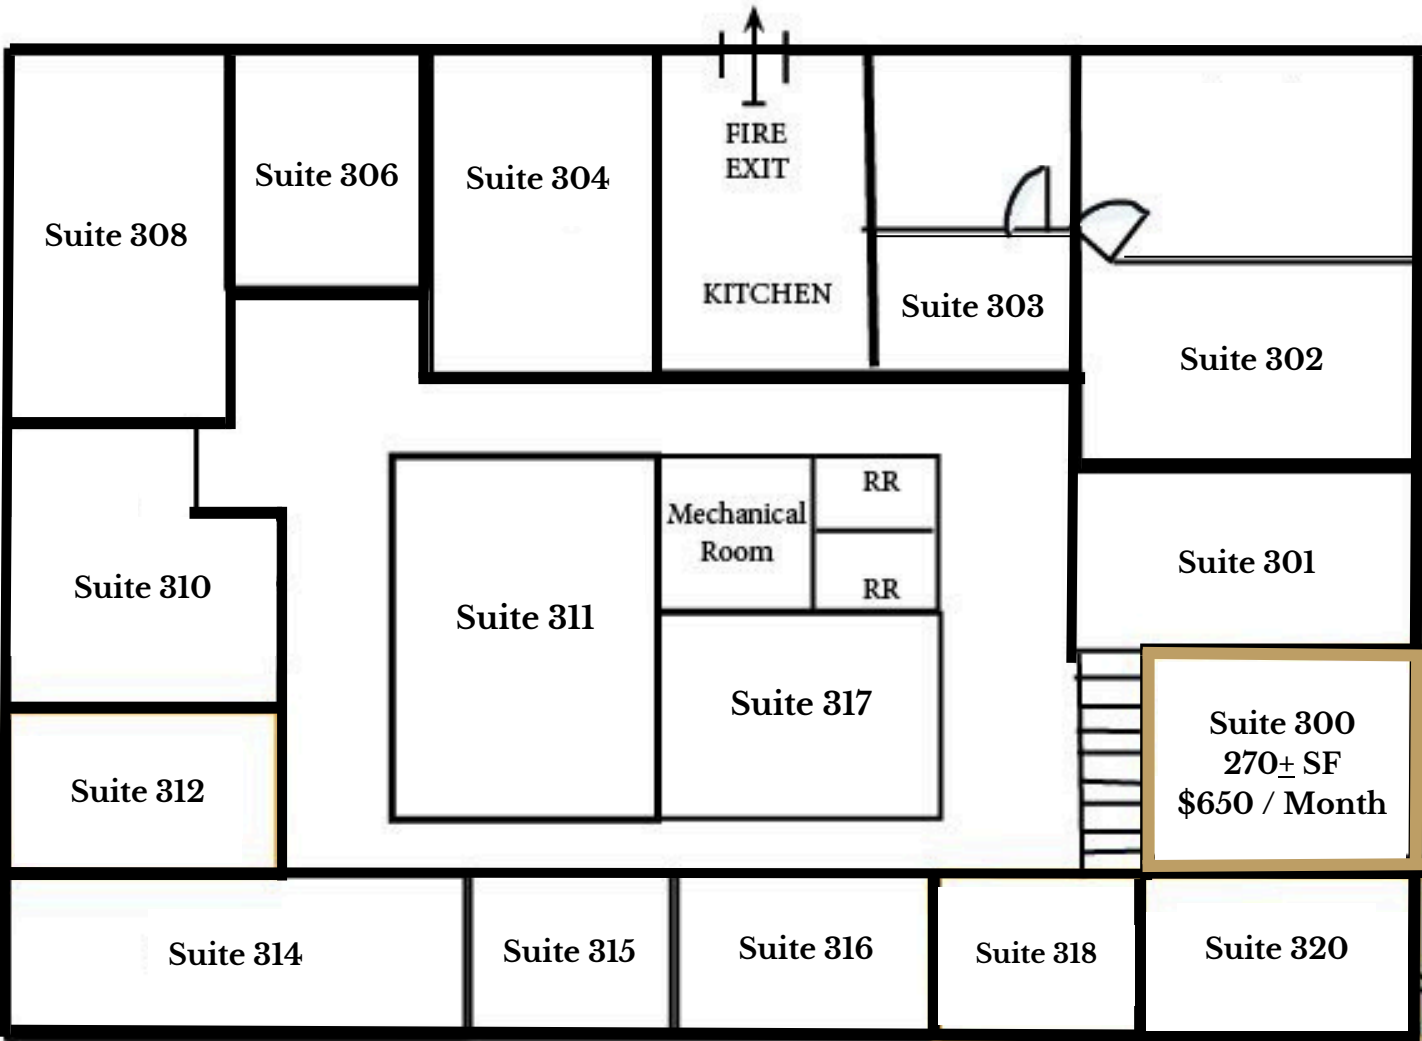 FIRE
EXIT
Suite 306
Suite 304
Suite 308
KITCHEN
Suite 303
Suite 302
RR
Mechanical
Room
Suite 301
RR
Suite 310
Suite 311
Suite 317
Suite 300
270± SF
$650 / Month
Suite 312
Suite 314
Suite 315
Suite 316
Suite 318
Suite 320